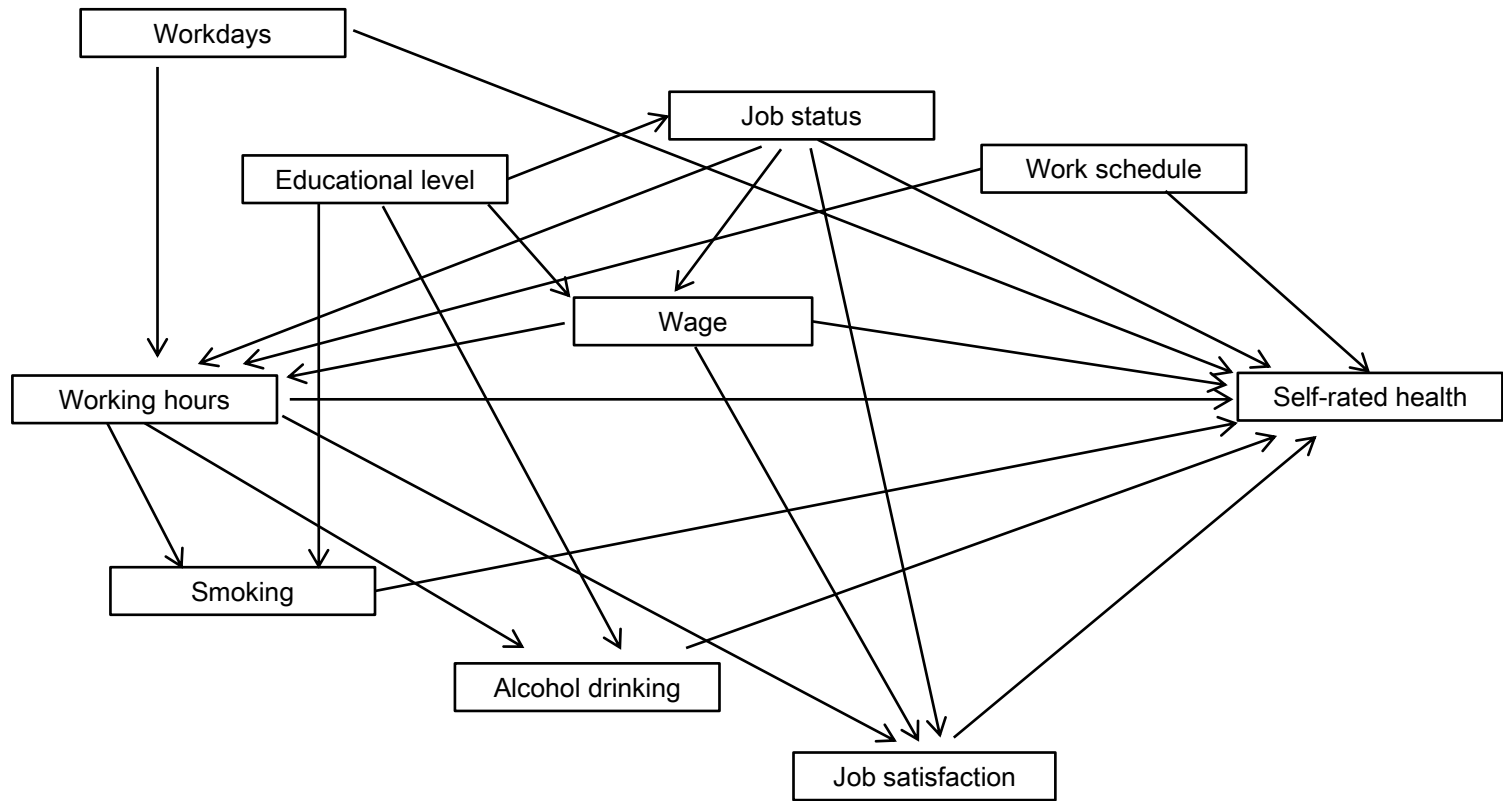 Workdays
Job status
Educational level
Work schedule
Wage
Working hours
Self-rated health
Smoking
Alcohol drinking
Job satisfaction